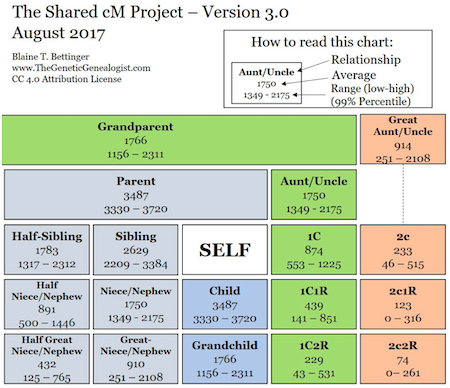 The Shared cM Project – Version 3.0
August 2017
Blaine T. Bettinger
www.TheGeneticGenealogist.com
CC 4.0 Attribution License
How to read this chart:
Aunt/Uncle
1750
1349 - 2175
Relationship
Average
Range (low-high)
(99% Percentile)
Grandparent
1766
1156 – 2311
Great
Aunt/Uncle
914
251 – 2108
Parent
3487
3330 – 3720
Aunt/Uncle
1750
1349 - 2175
Half-Sibling
1783
1317 – 2312
Sibling
2629
2209 – 3384
SELF
1C
874
553 – 1225
2c
233
46 – 515
Half
Niece/Nephew
891
500 – 1446
Niece/Nephew
1750
1349 - 2175
Child
3487
3330 – 3720
1C1R
439
141 – 851
2c1R
123
0 – 316
Half Great
Niece/Nephew
432
125 – 765
Great-
Niece/Nephew
910
251 – 2108
Grandchild
1766
1156 – 2311
1C2R
229
43 – 531
2c2R
74
0– 261